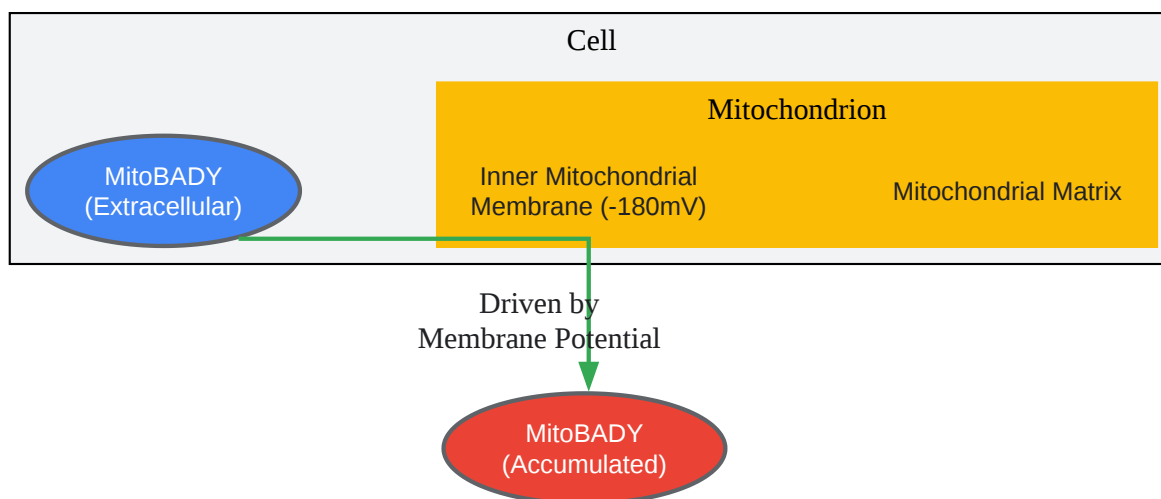 Cell
Mitochondrion
MitoBADY
(Extracellular)
Inner Mitochondrial
Membrane (-180mV)
Mitochondrial Matrix
Driven by
Membrane Potential
MitoBADY
(Accumulated)